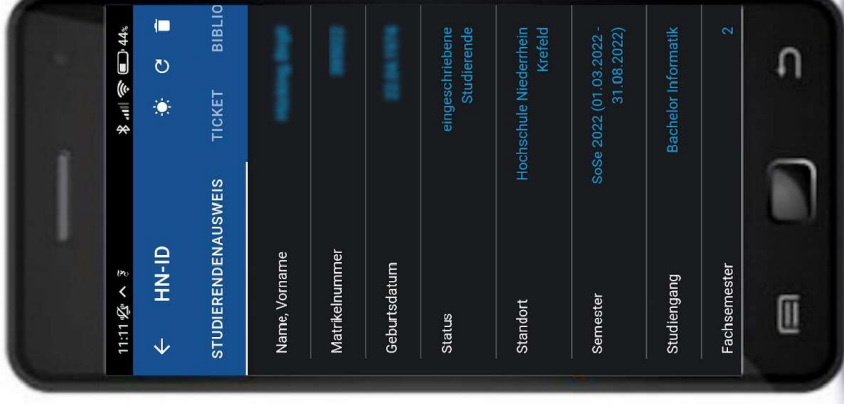 11:11 44%
HN-ID
STUDIERENDENAUSWEIS TICKET BIBLIO
Name, Vorname
Matrikelnummer
Geburtsdatum
Status eingeschriebene
Studierende
Standort Hochschule Niederrhein
Krefeld
Semester SoSe 2022 (01.03.2022 -
31.08.2022)
Studiengang Bachelor Informatik
Fachsemester 2